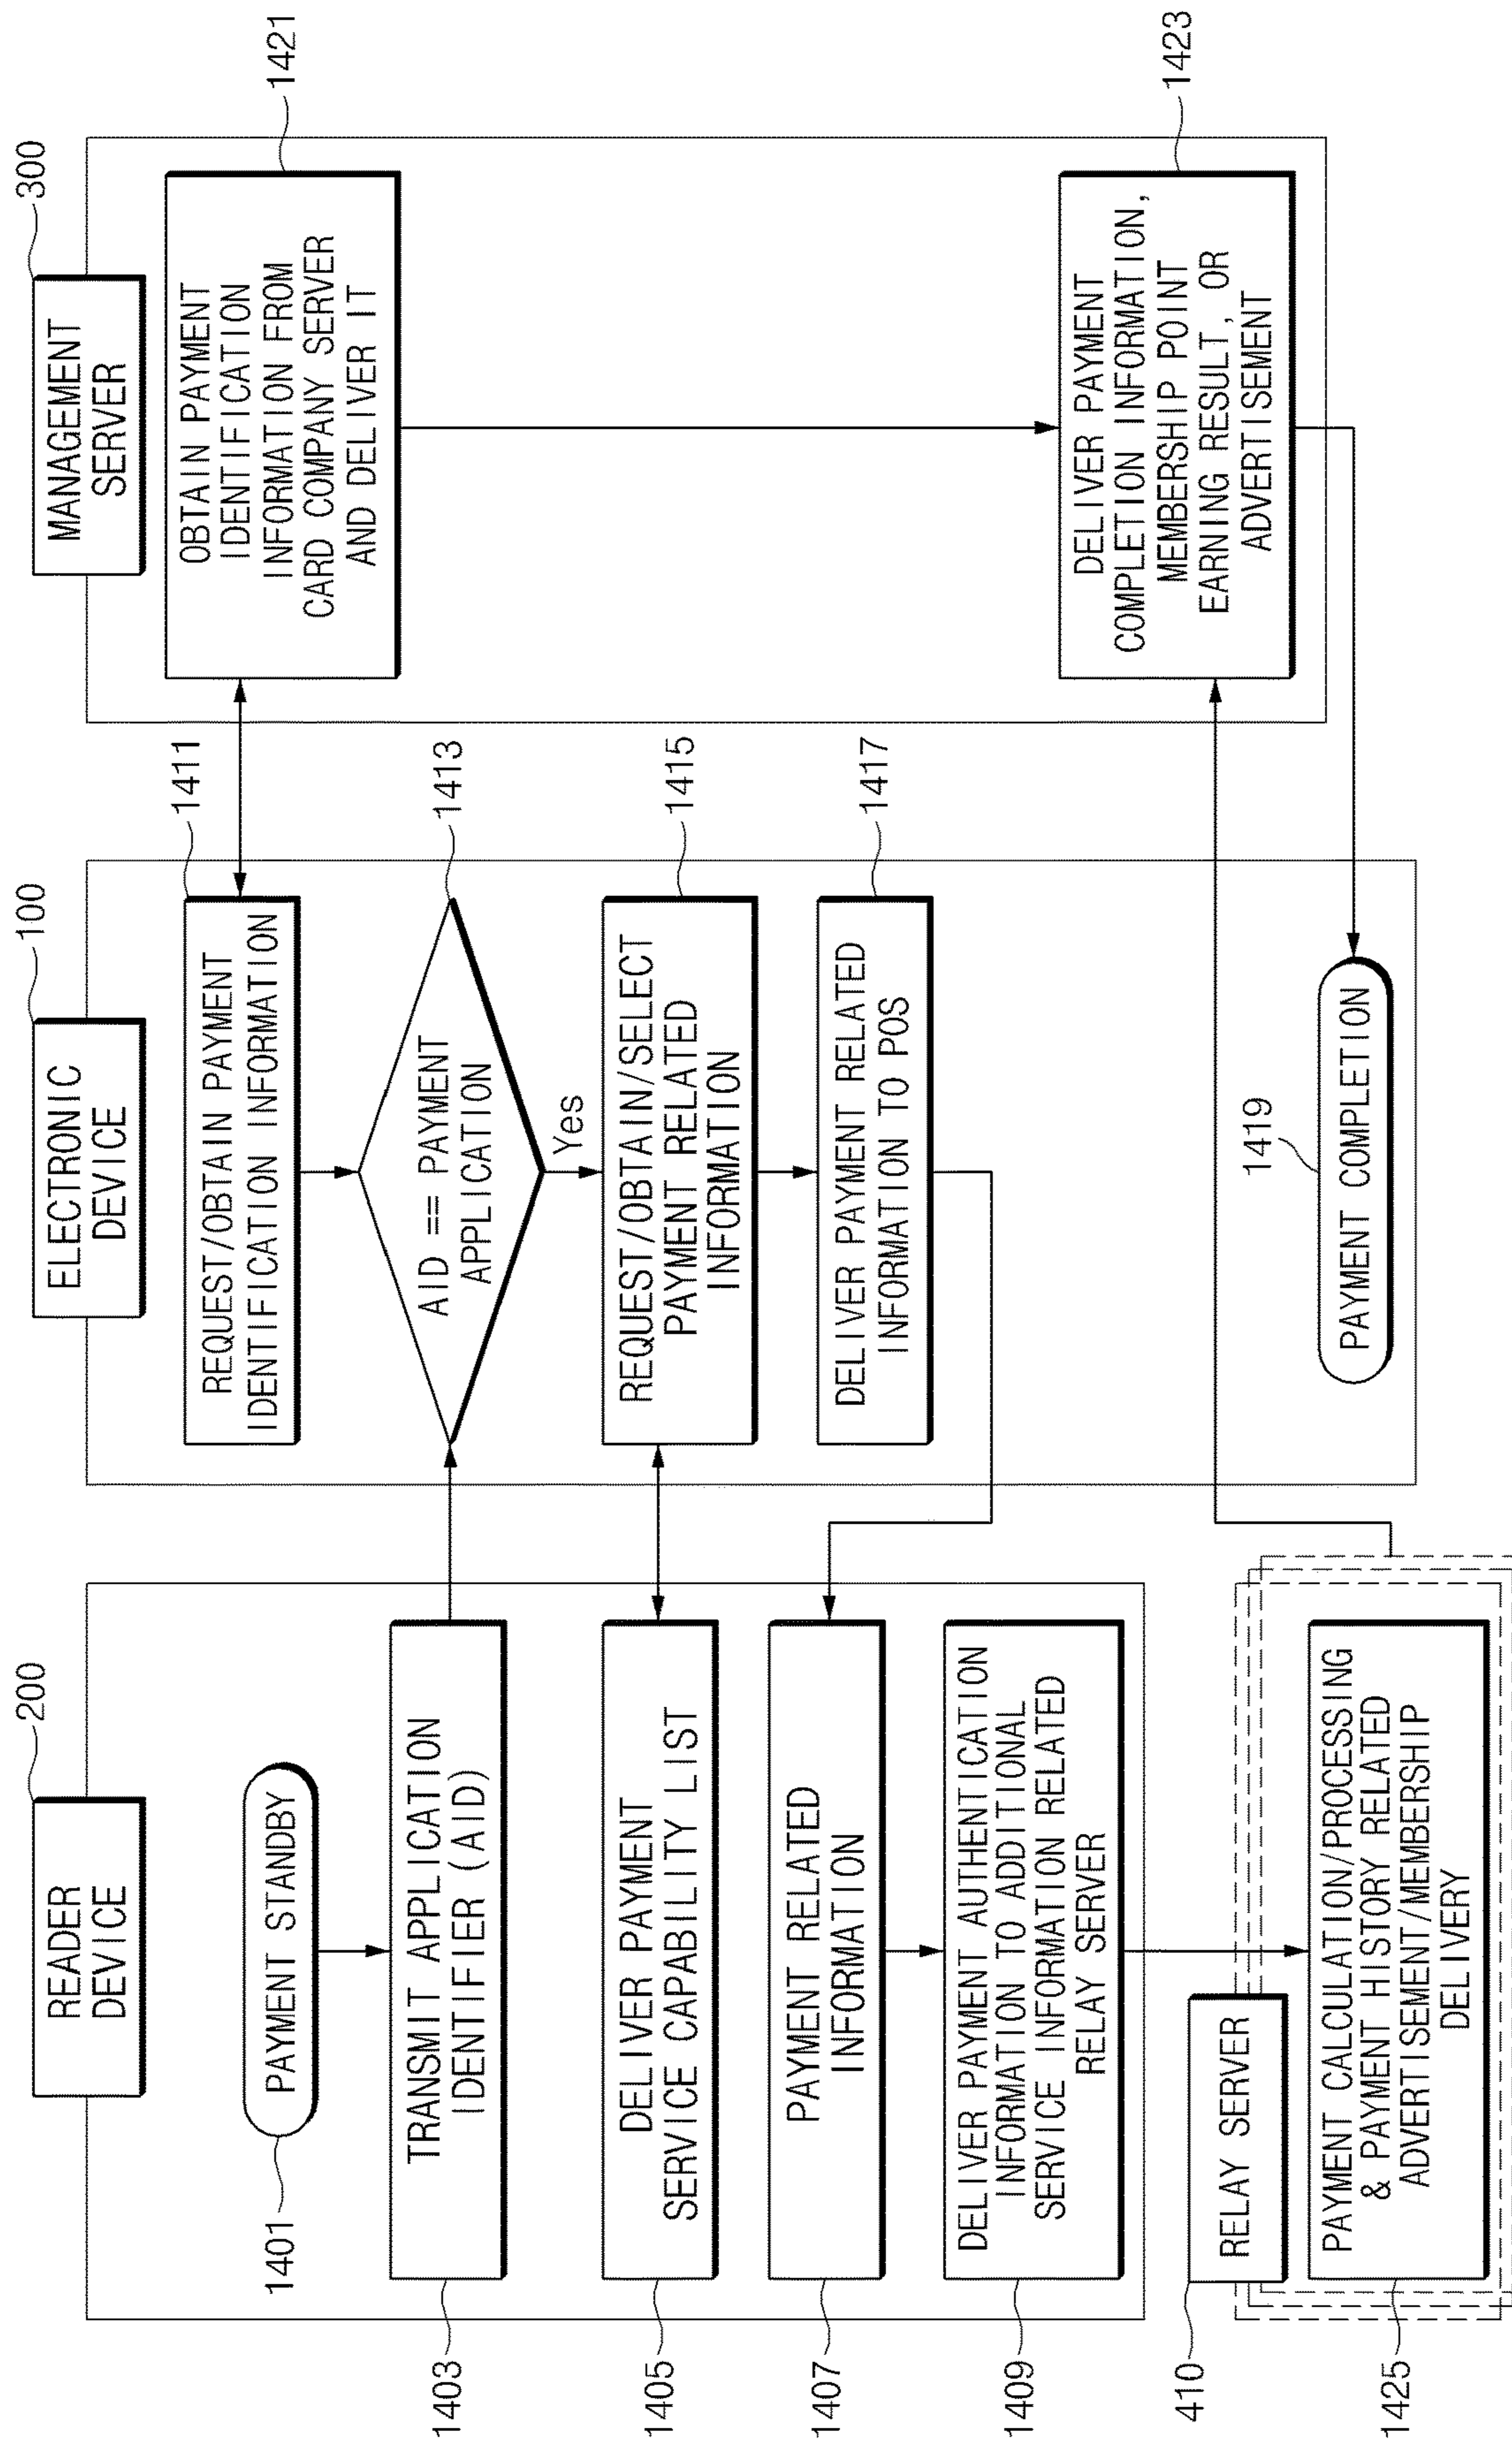 200
READER
DEVICE
1401
PAYMENT STANDBY
1403
TRANSMIT APPLICATION
IDENTIFIER (AID)
1405
DELIVER PAYMENT
SERVICE CAPABILITY LIST
1407
PAYMENT RELATED
INFORMATION
1409
DELIVER PAYMENT AUTHENTICATION
INFORMATION TO ADDITIONAL
SERVICE INFORMATION RELATED
RELAY SERVER
410
RELAY SERVER
1425
PAYMENT CALCULATION/PROCESSING
& PAYMENT HISTORY RELATED
ADVERTISEMENT/MEMBERSHIP
DELIVERY
100
ELECTRONIC
DEVICE
1411
REQUEST/OBTAIN PAYMENT
IDENTIFICATION INFORMATION
1413
AID == PAYMENT
APPLICATION
Yes
1415
REQUEST/OBTAIN/SELECT
PAYMENT RELATED
INFORMATION
1417
DELIVER PAYMENT RELATED
INFORMATION TO POS
1419
PAYMENT COMPLETION
300
MANAGEMENT
SERVER
1421
OBTAIN PAYMENT
IDENTIFICATION
INFORMATION FROM
CARD COMPANY SERVER
AND DELIVER IT
1423
DELIVER PAYMENT
COMPLETION INFORMATION,
MEMBERSHIP POINT
EARNING RESULT, OR
ADVERTISEMENT